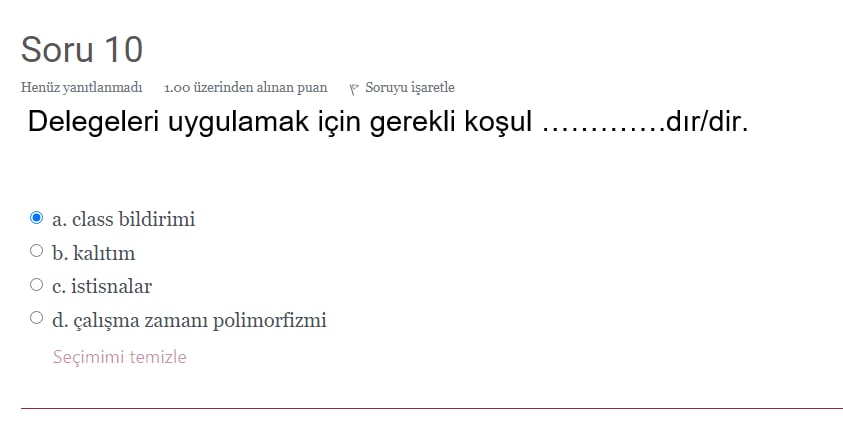 Soru 10
Henüz yanıtlanmadı 1.00 üzerinden alınan puan Soruyu işaretle
Delegeleri uygulamak için gerekli koşul .............dır/dir.
a. class bildirimi
b. kalıtım
c. istisnalar
d. çalışma zamanı polimorfizmi
Seçimimi temizle